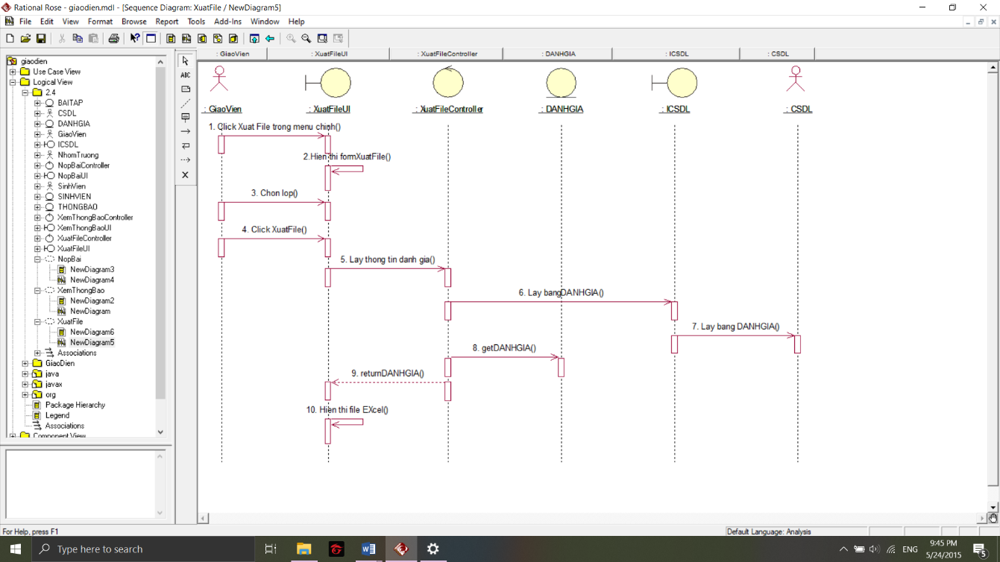 Rational Rose - giaodien.mdl - [Sequence Diagram: XuatFile / NewDiagram5]
File Edit View Format Browse Report Tools Add-Ins Window Help
giaodien
Use Case View
Logical View
2.4
BAITAP
CSDL
DANHGIA
GiaoVien
ICSDL
NhomTruong
NopBaiController
NopBaiUI
SinhVien
SINHVIEN
THONGBAO
XemThongBaoController
XemThongBaoUI
XuatFileController
XuatFileUI
NopBai
NewDiagram3
NewDiagram4
XemThongBao
NewDiagram2
NewDiagram
XuatFile
NewDiagram6
NewDiagram5
Associations
GiaoDien
java
javax
org
Package Hierarchy
Legend
Associations
Component View
ABC
: GiaoVien : XuatFileUI : XuatFileController : DANHGIA : ICSDL : CSDL
: GiaoVien : XuatFileUI : XuatFileController : DANHGIA : ICSDL : CSDL
1. Click Xuat File trong menu chinh()
2.Hien thi formXuatFile()
3. Chon lop()
4. Click XuatFile()
5. Lay thong tin danh gia()
6. Lay bangDANHGIA()
7. Lay bang DANHGIA()
8. getDANHGIA()
9. returnDANHGIA()
10. Hien thi file EXcel()
For Help, press F1
Default Language: Analysis
Type here to search
ENG
9:45 PM
5/24/2015
5